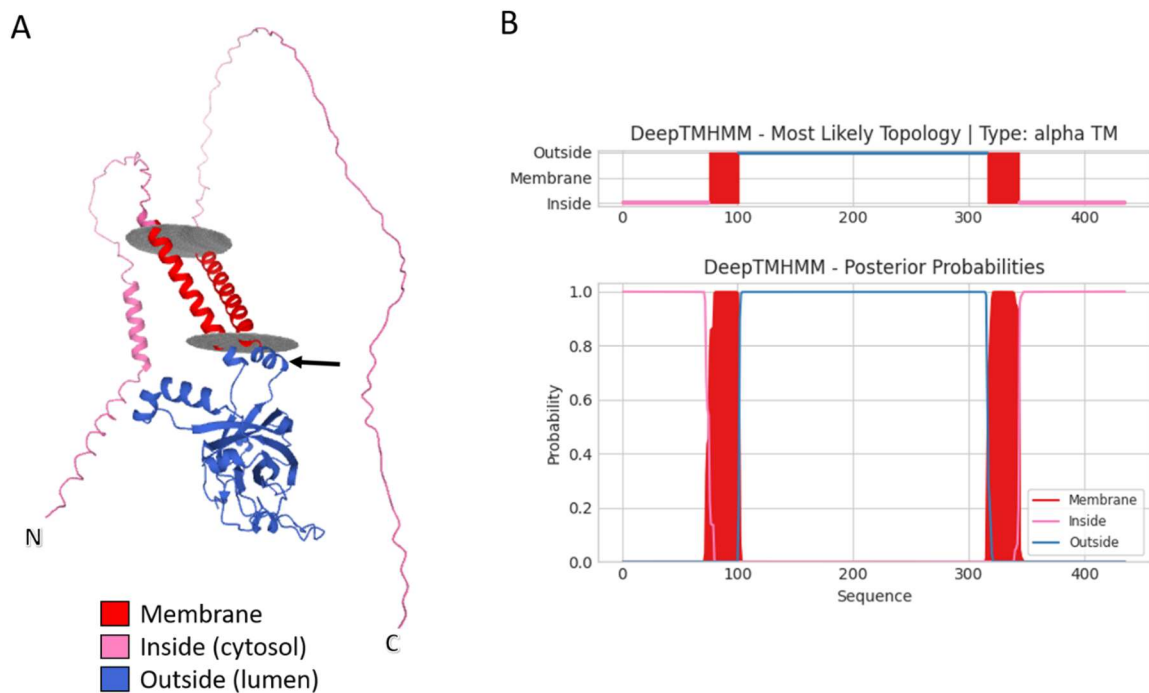 A
B
N
C
Membrane
Inside (cytosol)
Outside (lumen)
DeepTMHMM - Most Likely Topology | Type: alpha TM
Outside
Membrane
Inside
0
100
200
300
400
DeepTMHMM - Posterior Probabilities
1.0
0.8
0.6
0.4
0.2
0.0
Probability
Membrane
Inside
Outside
0
100
200
300
400
Sequence